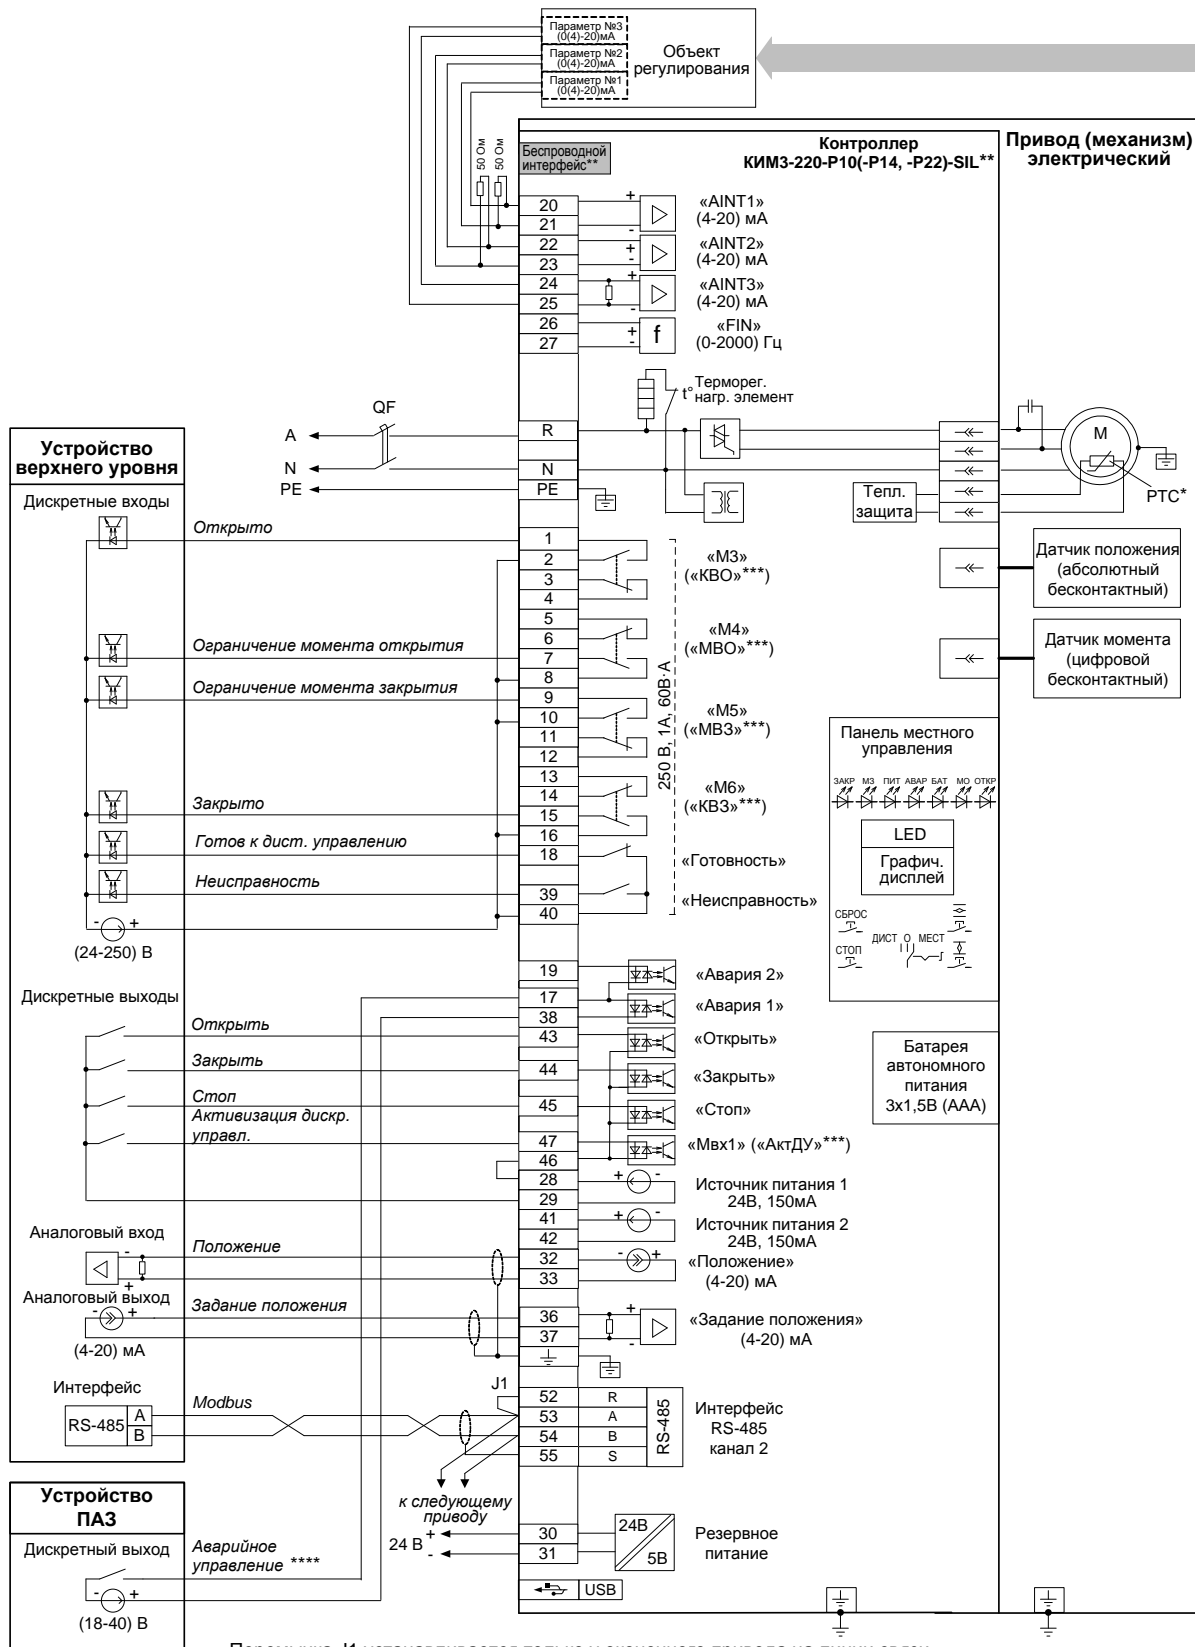 Параметр №3
(0(4)-20)мА
Параметр №2
(0(4)-20)мА
Параметр №1
(0(4)-20)мА
Объект
регулирования
50 Ом
50 Ом
Беспроводной
интерфейс**
Контроллер
КИМ3-220-Р10(-Р14, -Р22)-SIL**
Привод (механизм)
электрический
20
21
22
23
24
25
26
27
+
-
«AINT1»
(4-20) мА
+
-
«AINT2»
(4-20) мА
+
-
«AINT3»
(4-20) мА
+
-
f
«FIN»
(0-2000) Гц
t°
Терморег.
нагр. элемент
QF
A
N
PE
R
N
PE
Тепл.
защита
M
PTC*
Датчик положения
(абсолютный
бесконтактный)
Датчик момента
(цифровой
бесконтактный)
Устройство
верхнего уровня
Дискретные входы
Открыто
Ограничение момента открытия
Ограничение момента закрытия
Закрыто
Готов к дист. управлению
Неисправность
- +
(24-250) В
1
2
3
4
5
6
7
8
9
10
11
12
13
14
15
16
18
39
40
«М3»
(«КВО»***)
«М4»
(«МВО»***)
«М5»
(«МВЗ»***)
«М6»
(«КВЗ»***)
«Готовность»
«Неисправность»
250 В, 1А, 60В·А
Панель местного
управления
ЗАКР МЗ ПИТ АВАР БАТ МО ОТКР
LED
Графич.
дисплей
СБРОС
СТОП
ДИСТ О МЕСТ
Батарея
автономного
питания
3х1,5В (ААА)
Дискретные выходы
Открыть
Закрыть
Стоп
Активизация дискр.
управл.
19
17
38
43
44
45
47
46
28
29
41
42
32
33
36
37
«Авария 2»
«Авария 1»
«Открыть»
«Закрыть»
«Стоп»
«Мвх1» («АктДУ»***)
+ -
Источник питания 1
24В, 150мА
+ -
Источник питания 2
24В, 150мА
- +
«Положение»
(4-20) мА
+
-
«Задание положения»
(4-20) мА
Аналоговый вход
-
+
Положение
Аналоговый выход
- +
Задание положения
(4-20) мА
Интерфейс
RS-485
A
B
Modbus
J1
52 R
53 A
54 B
55 S
RS-485
Интерфейс
RS-485
канал 2
к следующему
приводу
24 В
+
-
30
31
24В
5В
Резервное
питание
USB
Устройство
ПАЗ
Дискретный выход
Аварийное
управление ****
- +
(18-40) В
Перемычка J1 устанавливается только у оконечного привода на линии связи